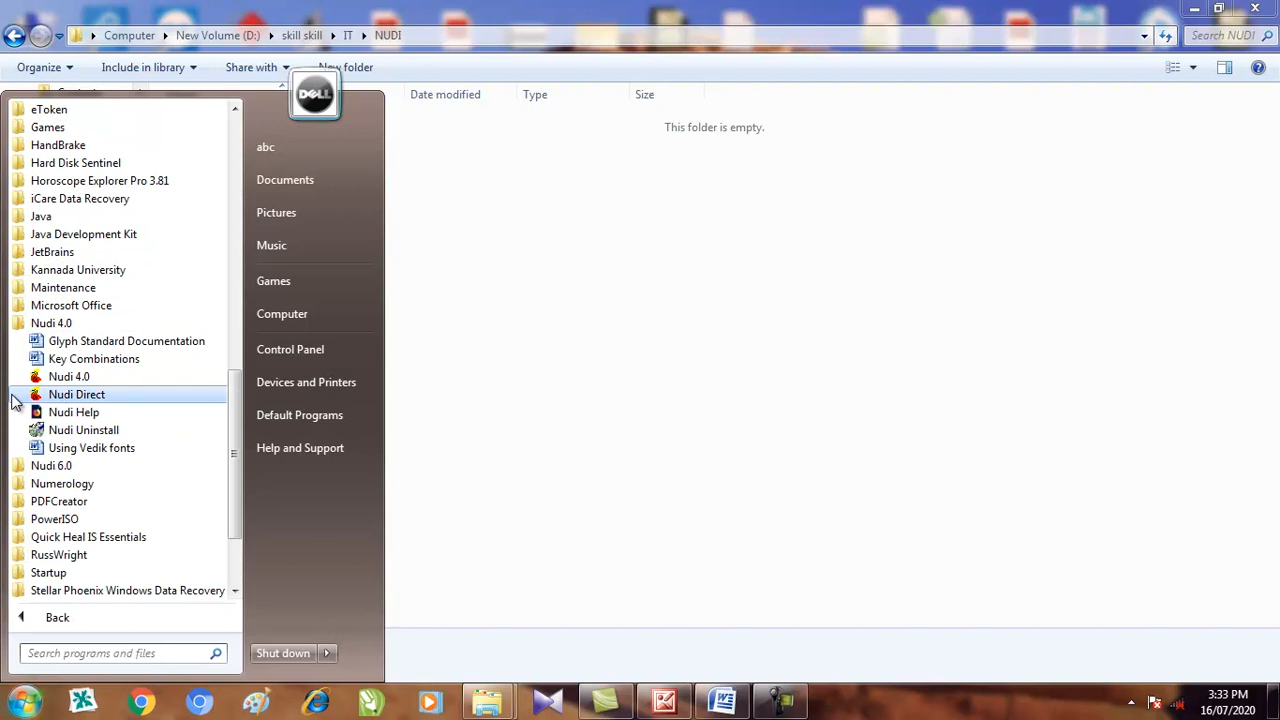 Computer
New Volume (D:)
skill skill
IT
NUDI
Search NUDI
Organize
Include in library
Share with
New folder
Date modified
Type
Size
This folder is empty.
DELL
eToken
Games
HandBrake
Hard Disk Sentinel
Horoscope Explorer Pro 3.81
iCare Data Recovery
Java
Java Development Kit
JetBrains
Kannada University
Maintenance
Microsoft Office
Nudi 4.0
Glyph Standard Documentation
Key Combinations
Nudi 4.0
Nudi Direct
Nudi Help
Nudi Uninstall
Using Vedik fonts
Nudi 6.0
Numerology
PDFCreator
PowerISO
Quick Heal IS Essentials
RussWright
Startup
Stellar Phoenix Windows Data Recovery
Back
Search programs and files
abc
Documents
Pictures
Music
Games
Computer
Control Panel
Devices and Printers
Default Programs
Help and Support
Shut down
3:33 PM
16/07/2020